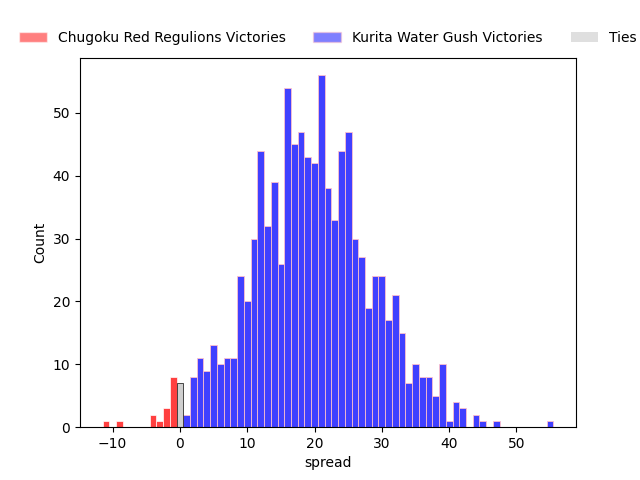 Chugoku Red Regulions Victories Kurita Water Gush Victories Ties
Count
50
40
30
20
10
0
−10 0 10 20 30 40 50
spread